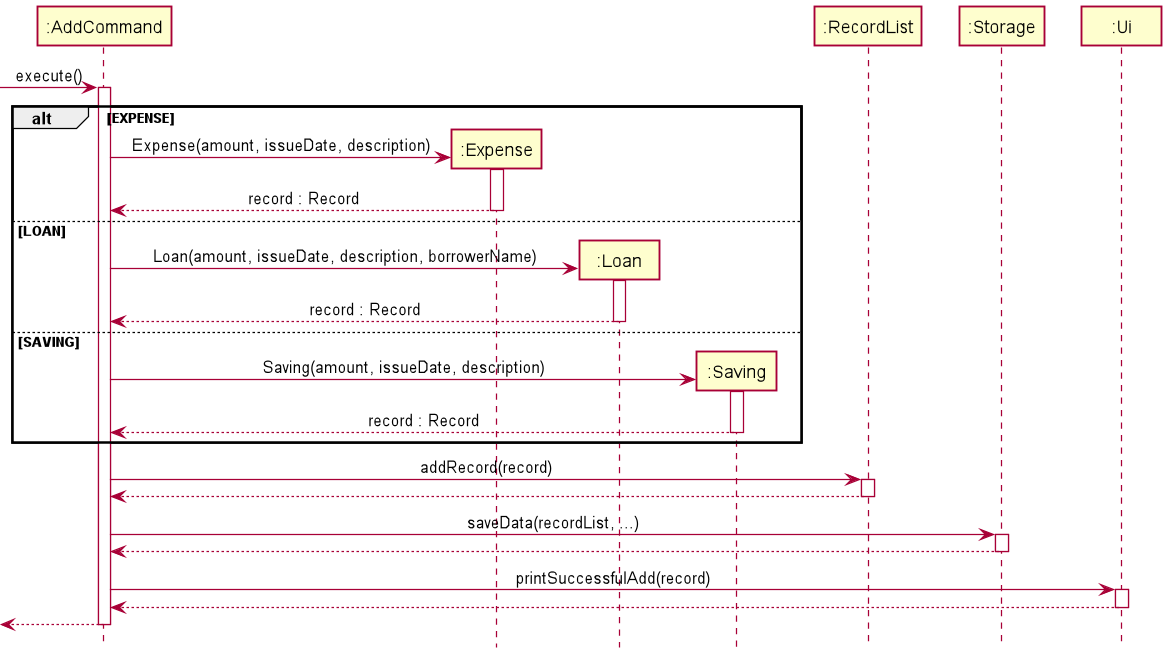 :AddCommand
:RecordList
:Storage
:Ui
execute()
alt
[EXPENSE]
Expense(amount, issueDate, description)
:Expense
record : Record
[LOAN]
Loan(amount, issueDate, description, borrowerName)
:Loan
record : Record
[SAVING]
Saving(amount, issueDate, description)
:Saving
record : Record
addRecord(record)
saveData(recordList, ...)
printSuccessfulAdd(record)